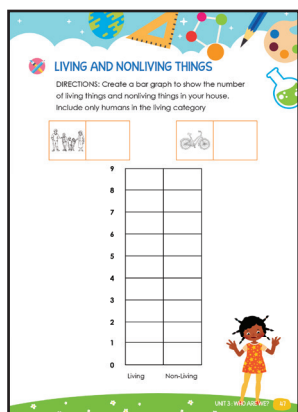 LIVING AND NONLIVING THINGS
DIRECTIONS: Create a bar graph to show the number
of living things and nonliving things in your house.
Include only humans in the living category
9
8
7
6
5
4
3
2
1
0
Living Non-Living
UNIT 3 : WHO ARE WE? 47